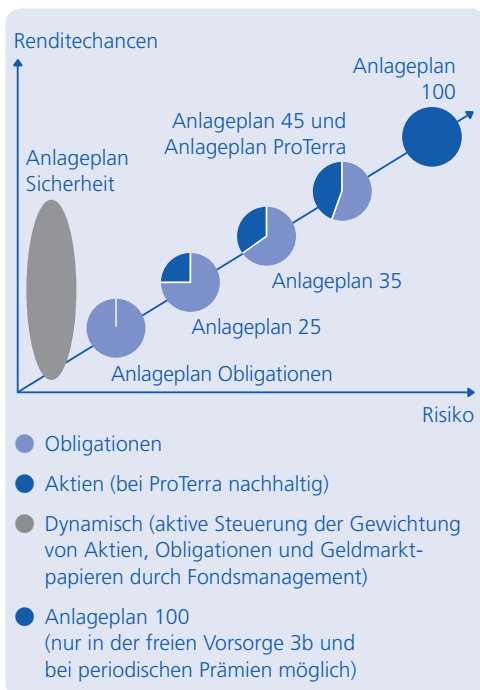 Renditechancen
Anlageplan
100
Anlageplan 45 und
Anlageplan ProTerra
Anlageplan
Sicherheit
Anlageplan 35
Anlageplan 25
Anlageplan Obligationen
Risiko
Obligationen
Aktien (bei ProTerra nachhaltig)
Dynamisch (aktive Steuerung der Gewichtung
von Aktien, Obligationen und Geldmarkt-
papieren durch Fondsmanagement)
Anlageplan 100
(nur in der freien Vorsorge 3b und
bei periodischen Prämien möglich)